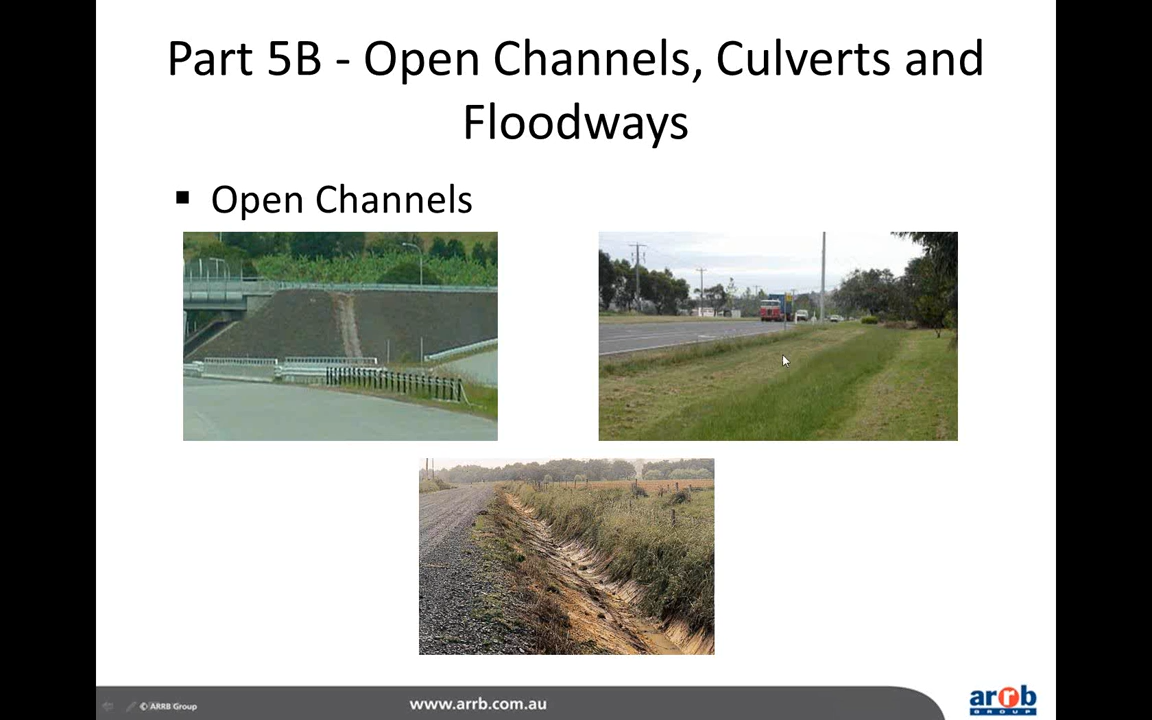 Part 5B - Open Channels, Culverts and
Floodways
▪ Open Channels
© ARRB Group
www.arrb.com.au
arrb
GROUP